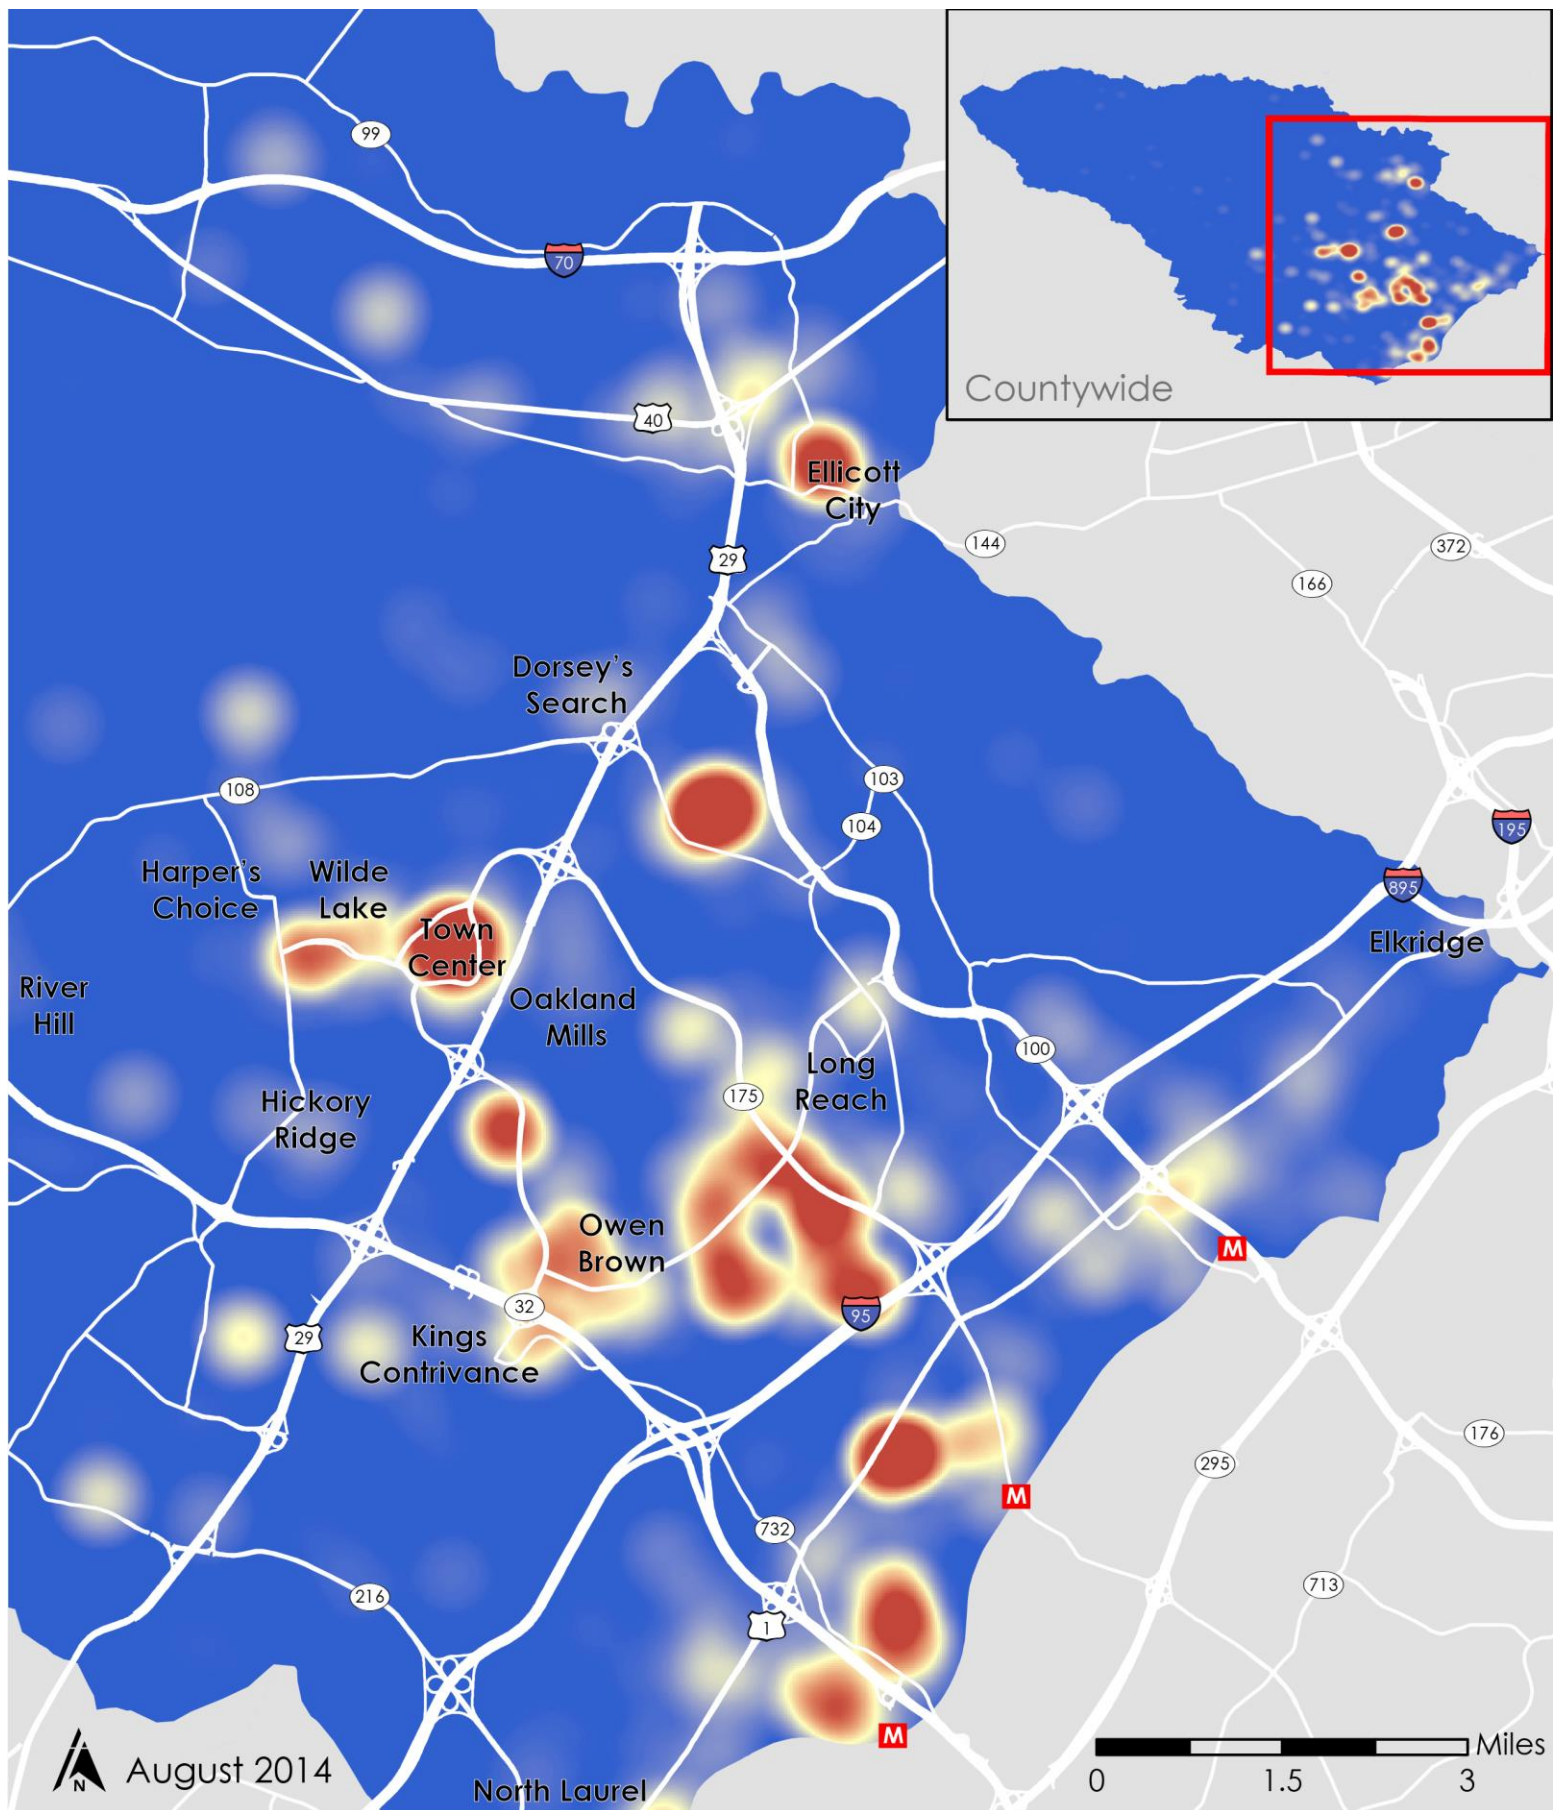 99
70
Countywide
40
Ellicott
City
144
372
29
166
Dorsey's
Search
108
103
104
195
895
Harper's
Choice
Wilde
Lake
Town
Center
Elkridge
River
Hill
Oakland
Mills
100
Long
Reach
175
Hickory
Ridge
Owen
Brown
M
32
95
29
Kings
Contrivance
176
295
M
732
713
216
1
M
Miles
0
1.5
3
N
August 2014
North Laurel